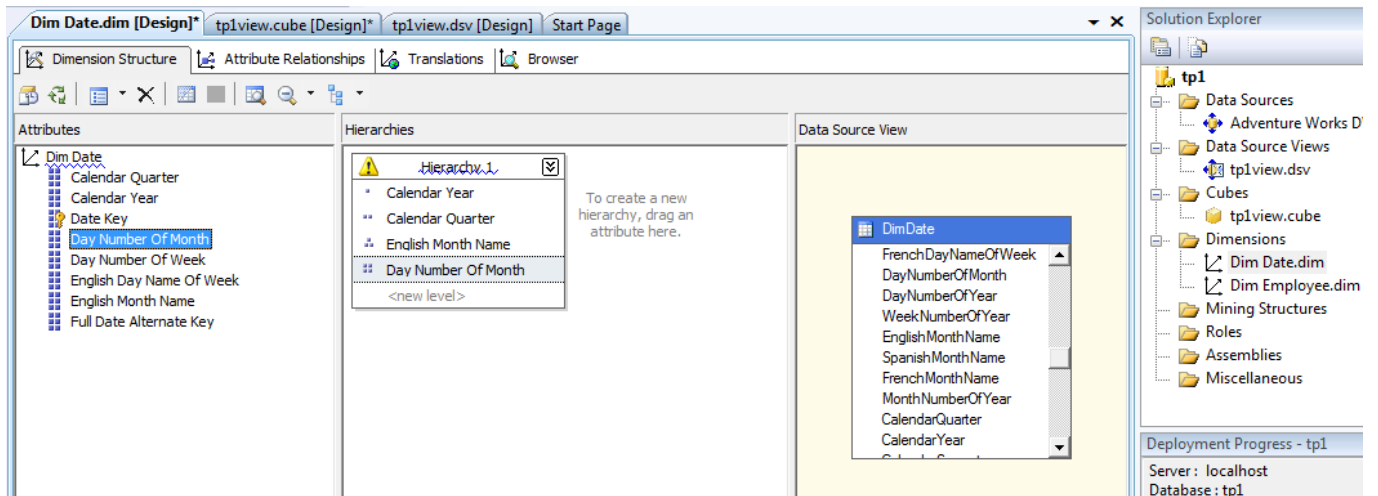 Dim Date.dim [Design]* tp1view.cube [Design]* tp1view.dsv [Design] Start Page
Dimension Structure Attribute Relationships Translations Browser
Attributes
Dim Date
Calendar Quarter
Calendar Year
Date Key
Day Number Of Month
Day Number Of Week
English Day Name Of Week
English Month Name
Full Date Alternate Key
Hierarchies
Hierarchy 1
Calendar Year
Calendar Quarter
English Month Name
Day Number Of Month
<new level>
To create a new
hierarchy, drag an
attribute here.
Data Source View
DimDate
FrenchDayNameOfWeek
DayNumberOfMonth
DayNumberOfYear
WeekNumberOfYear
EnglishMonthName
SpanishMonthName
FrenchMonthName
MonthNumberOfYear
CalendarQuarter
CalendarYear
Solution Explorer
tp1
Data Sources
Adventure Works D
Data Source Views
tp1view.dsv
Cubes
tp1view.cube
Dimensions
Dim Date.dim
Dim Employee.dim
Mining Structures
Roles
Assemblies
Miscellaneous
Deployment Progress - tp1
Server : localhost
Database : tp1